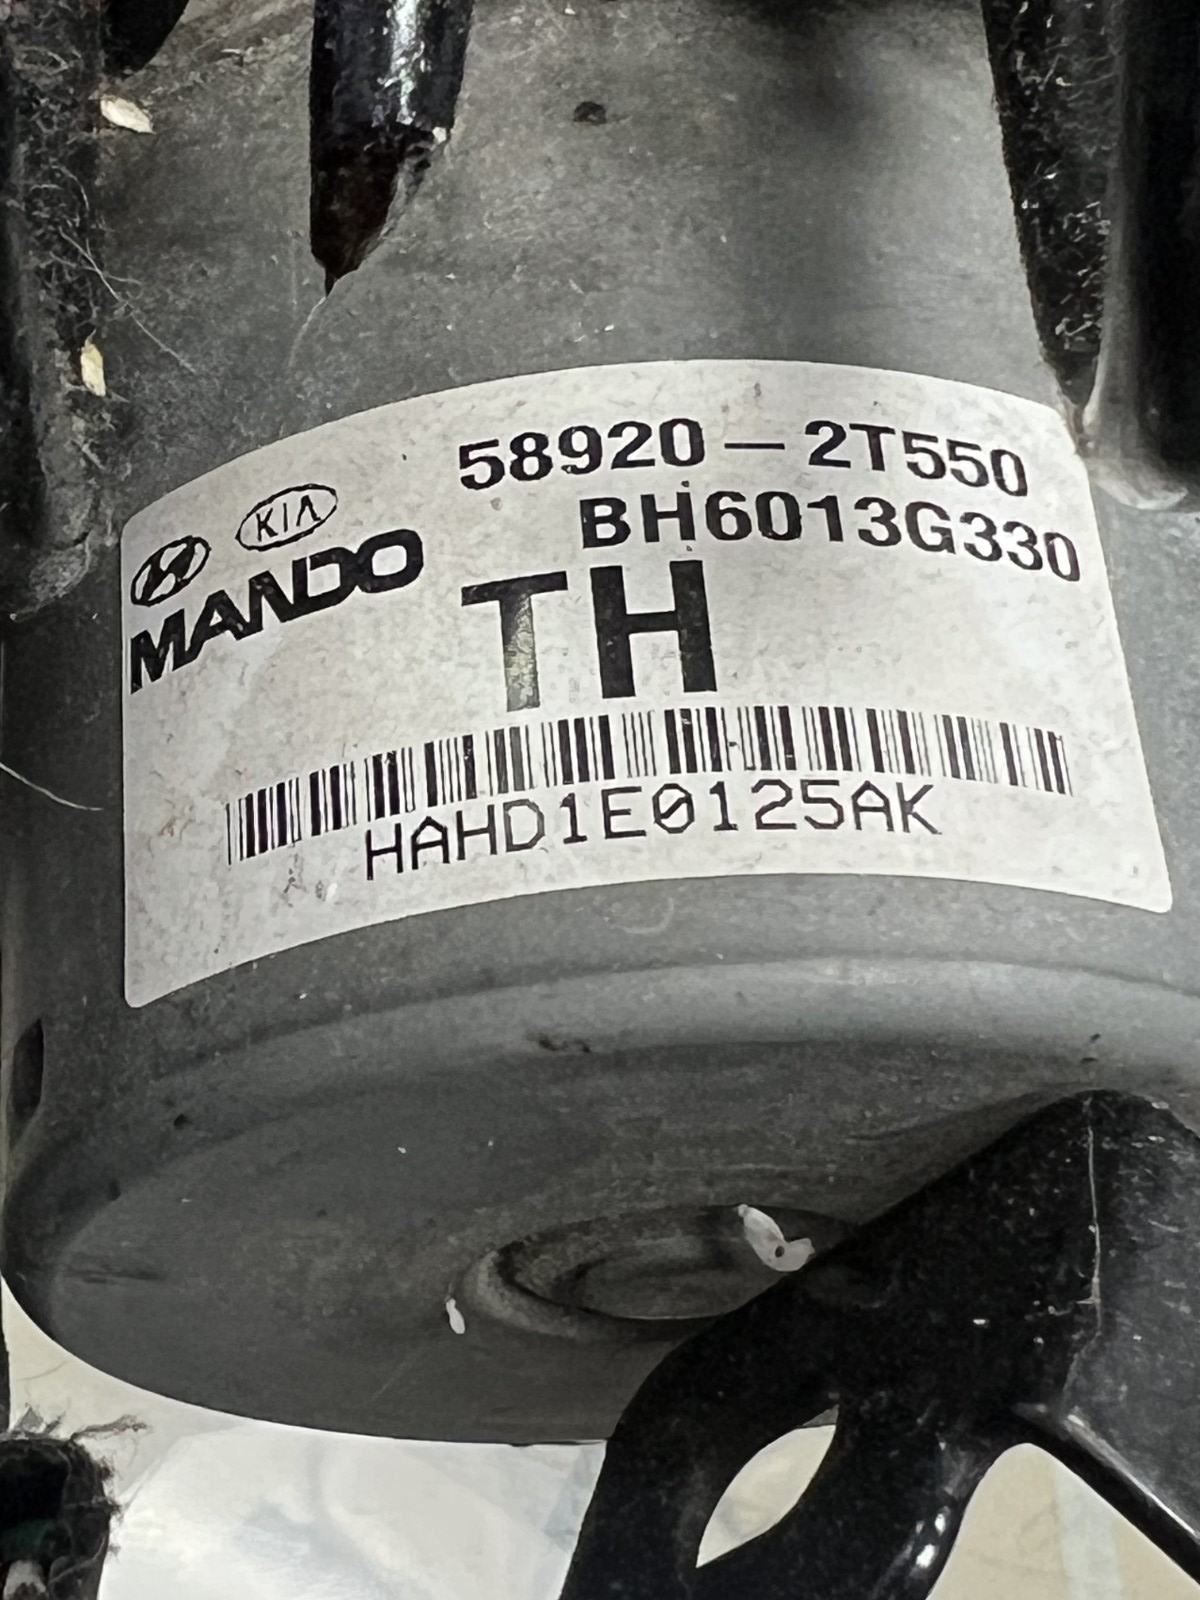 58920-2T550
KIA
BH6013G330
MANDO
TH
HAHD1E0125AK